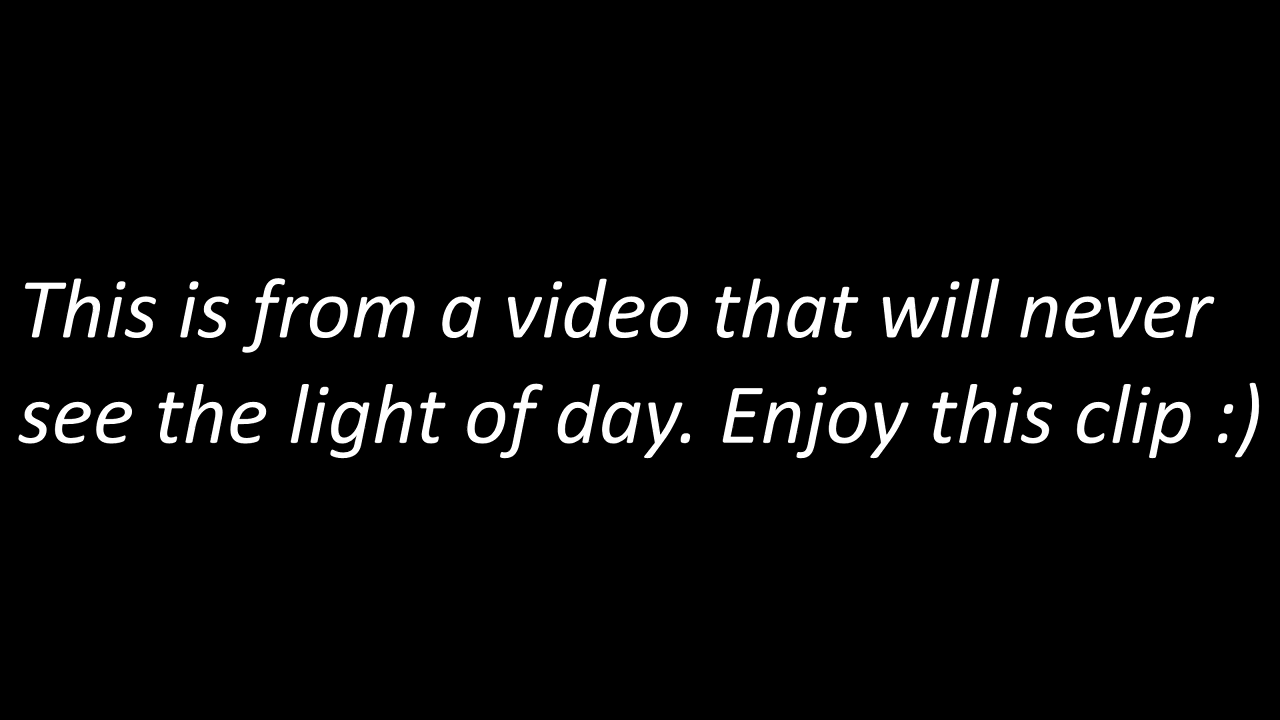 This is from a video that will never
see the light of day. Enjoy this clip :)